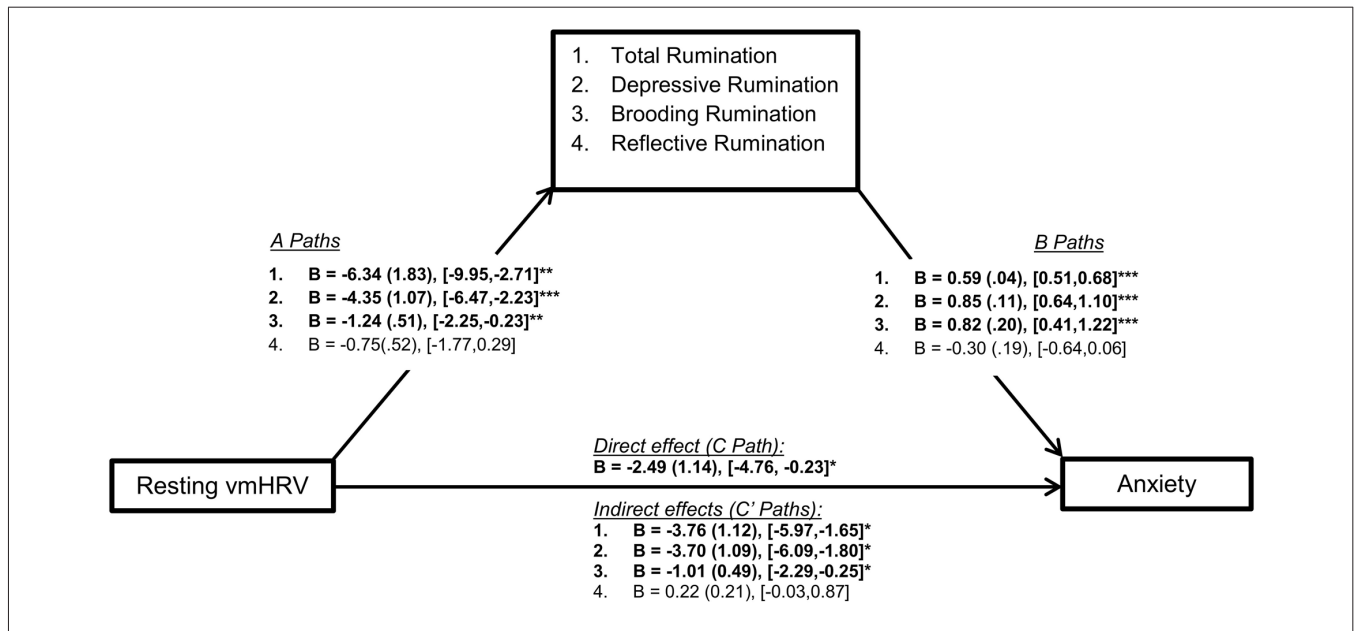 1. Total Rumination
2. Depressive Rumination
3. Brooding Rumination
4. Reflective Rumination
A Paths
1. B = -6.34 (1.83), [-9.95,-2.71]**
2. B = -4.35 (1.07), [-6.47,-2.23]***
3. B = -1.24 (.51), [-2.25,-0.23]**
4. B = -0.75(.52), [-1.77,0.29]
B Paths
1. B = 0.59 (.04), [0.51,0.68]***
2. B = 0.85 (.11), [0.64,1.10]***
3. B = 0.82 (.20), [0.41,1.22]***
4. B = -0.30 (.19), [-0.64,0.06]
Resting vmHRV
Direct effect (C Path):
B = -2.49 (1.14), [-4.76, -0.23]*
Indirect effects (C' Paths):
1. B = -3.76 (1.12), [-5.97,-1.65]*
2. B = -3.70 (1.09), [-6.09,-1.80]*
3. B = -1.01 (0.49), [-2.29,-0.25]*
4. B = 0.22 (0.21), [-0.03,0.87]
Anxiety